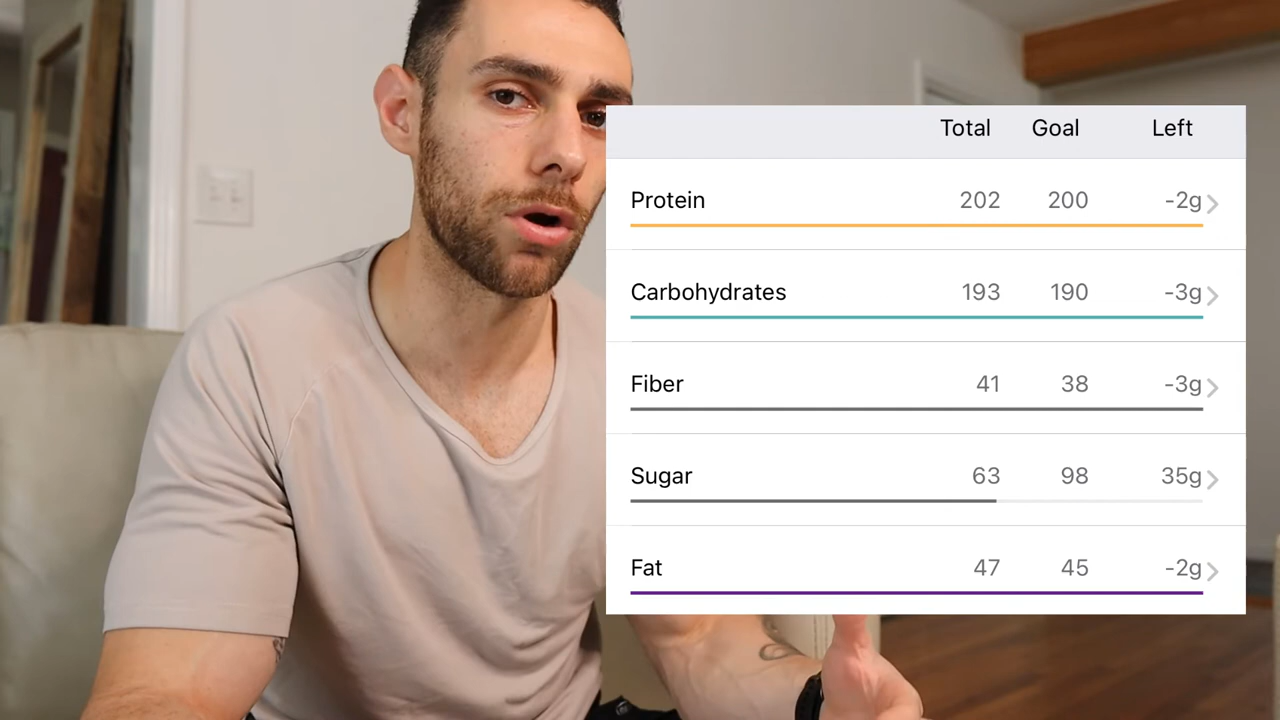 Total Goal Left
Protein 202 200 -2g
Carbohydrates 193 190 -3g
Fiber 41 38 -3g
Sugar 63 98 35g
Fat 47 45 -2g